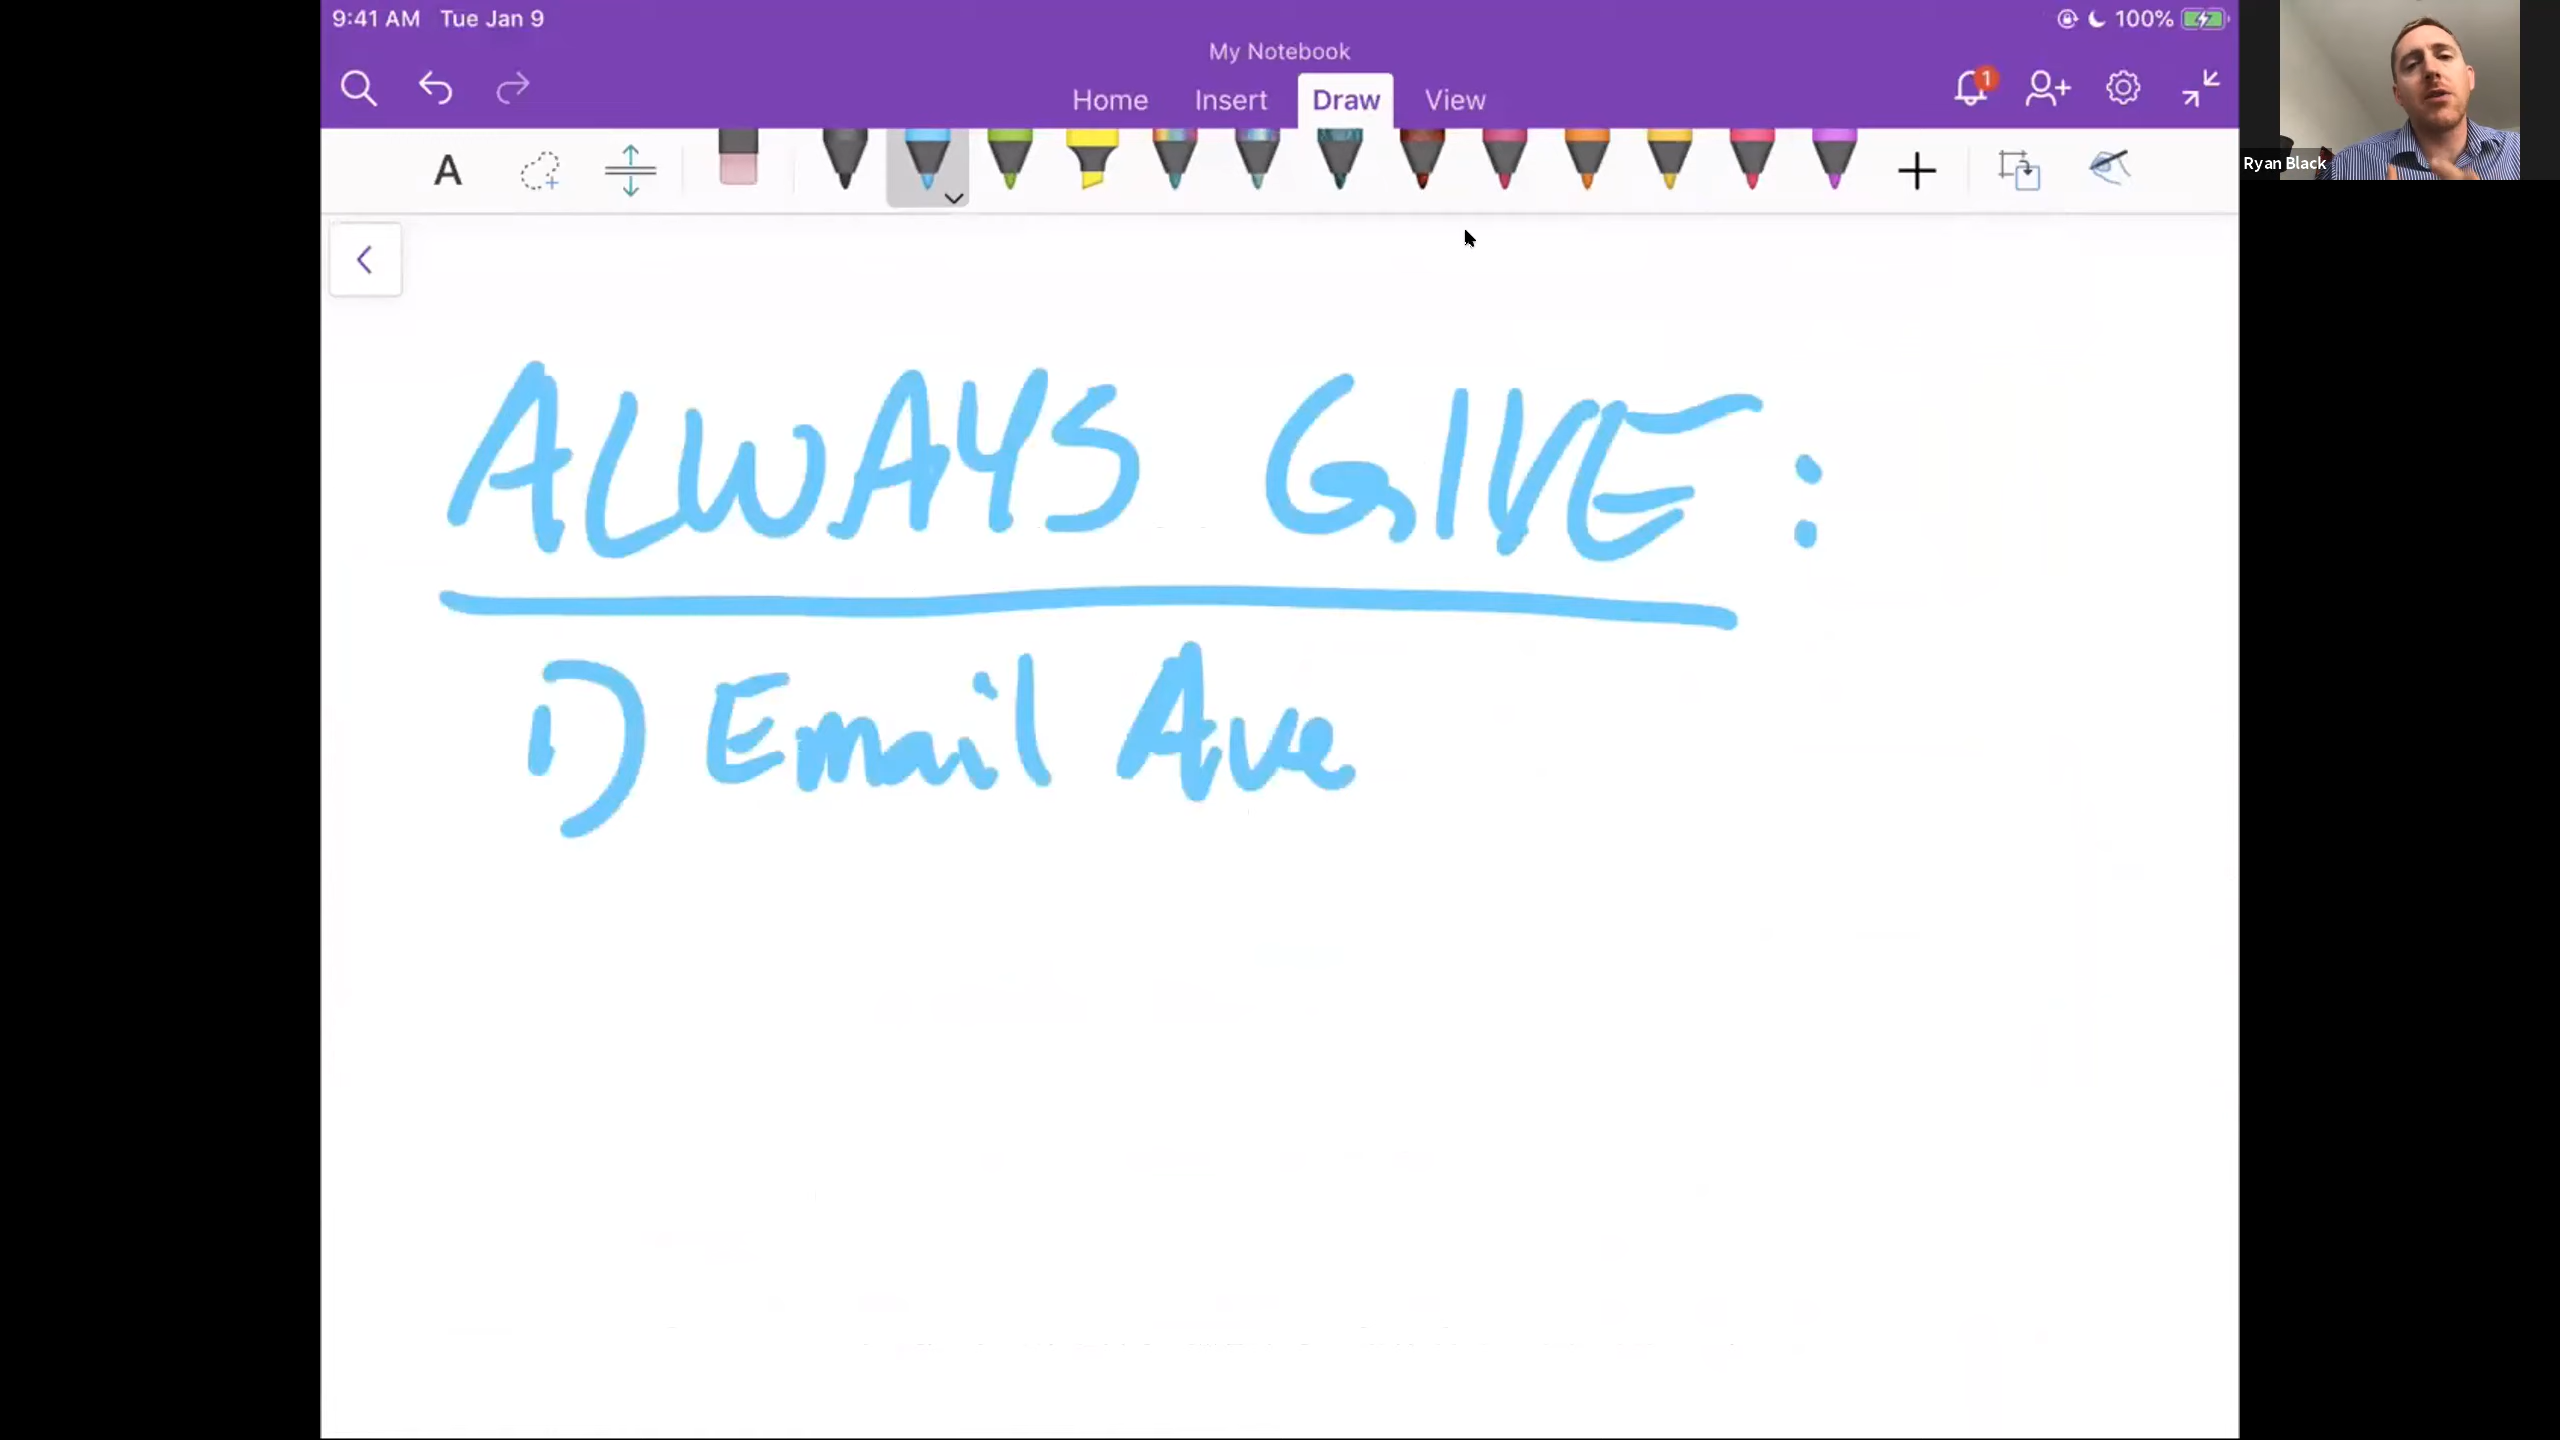 9:41 AM Tue Jan 9
100%
My Notebook
Home Insert Draw View
1
Ryan Black
A
ALWAYS GIVE:
1) Email Ave